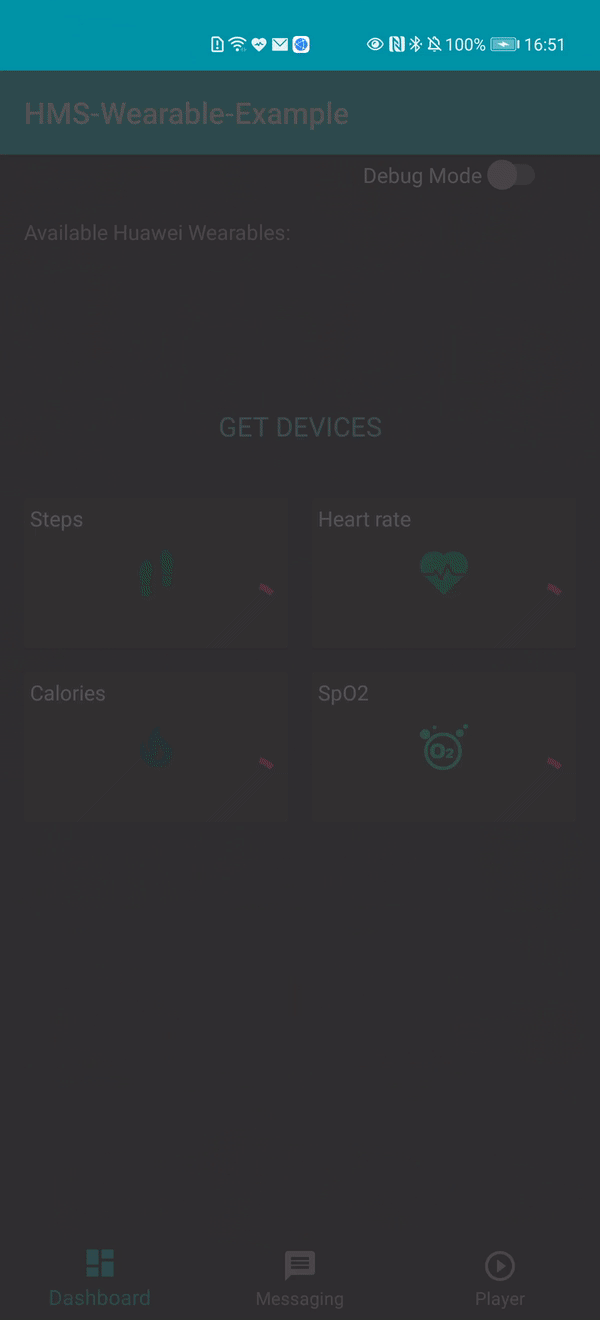 100% 16:51
HMS-Wearable-Example
Debug Mode
Available Huawei Wearables:
GET DEVICES
Steps Heart rate
Calories SpO2
O2
Dashboard Messaging Player